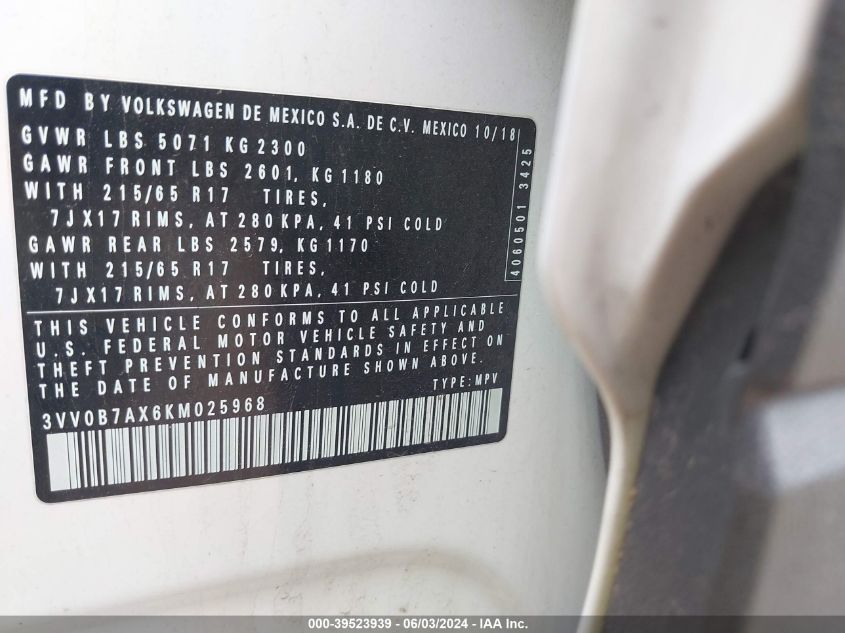 MFD BY VOLKSWAGEN DE MEXICO S.A. DE C.V. MEXICO 10/18
GVWR LBS 5071 KG 2300
GAWR FRONT LBS 2601, KG 1180
WITH 215/65 R17 TIRES,
7JX17 RIMS, AT 280 KPA, 41 PSI COLD
GAWR REAR LBS 2579, KG 1170
WITH 215/65 R17 TIRES,
7JX17 RIMS, AT 280 KPA, 41 PSI COLD
4060501 3425
THIS VEHICLE CONFORMS TO ALL APPLICABLE
U.S. FEDERAL MOTOR VEHICLE SAFETY AND
THEFT PREVENTION STANDARDS IN EFFECT ON
THE DATE OF MANUFACTURE SHOWN ABOVE.
TYPE: MPV
3VV0B7AX6KM025968
000-39523939 - 06/03/2024 - IAA Inc.